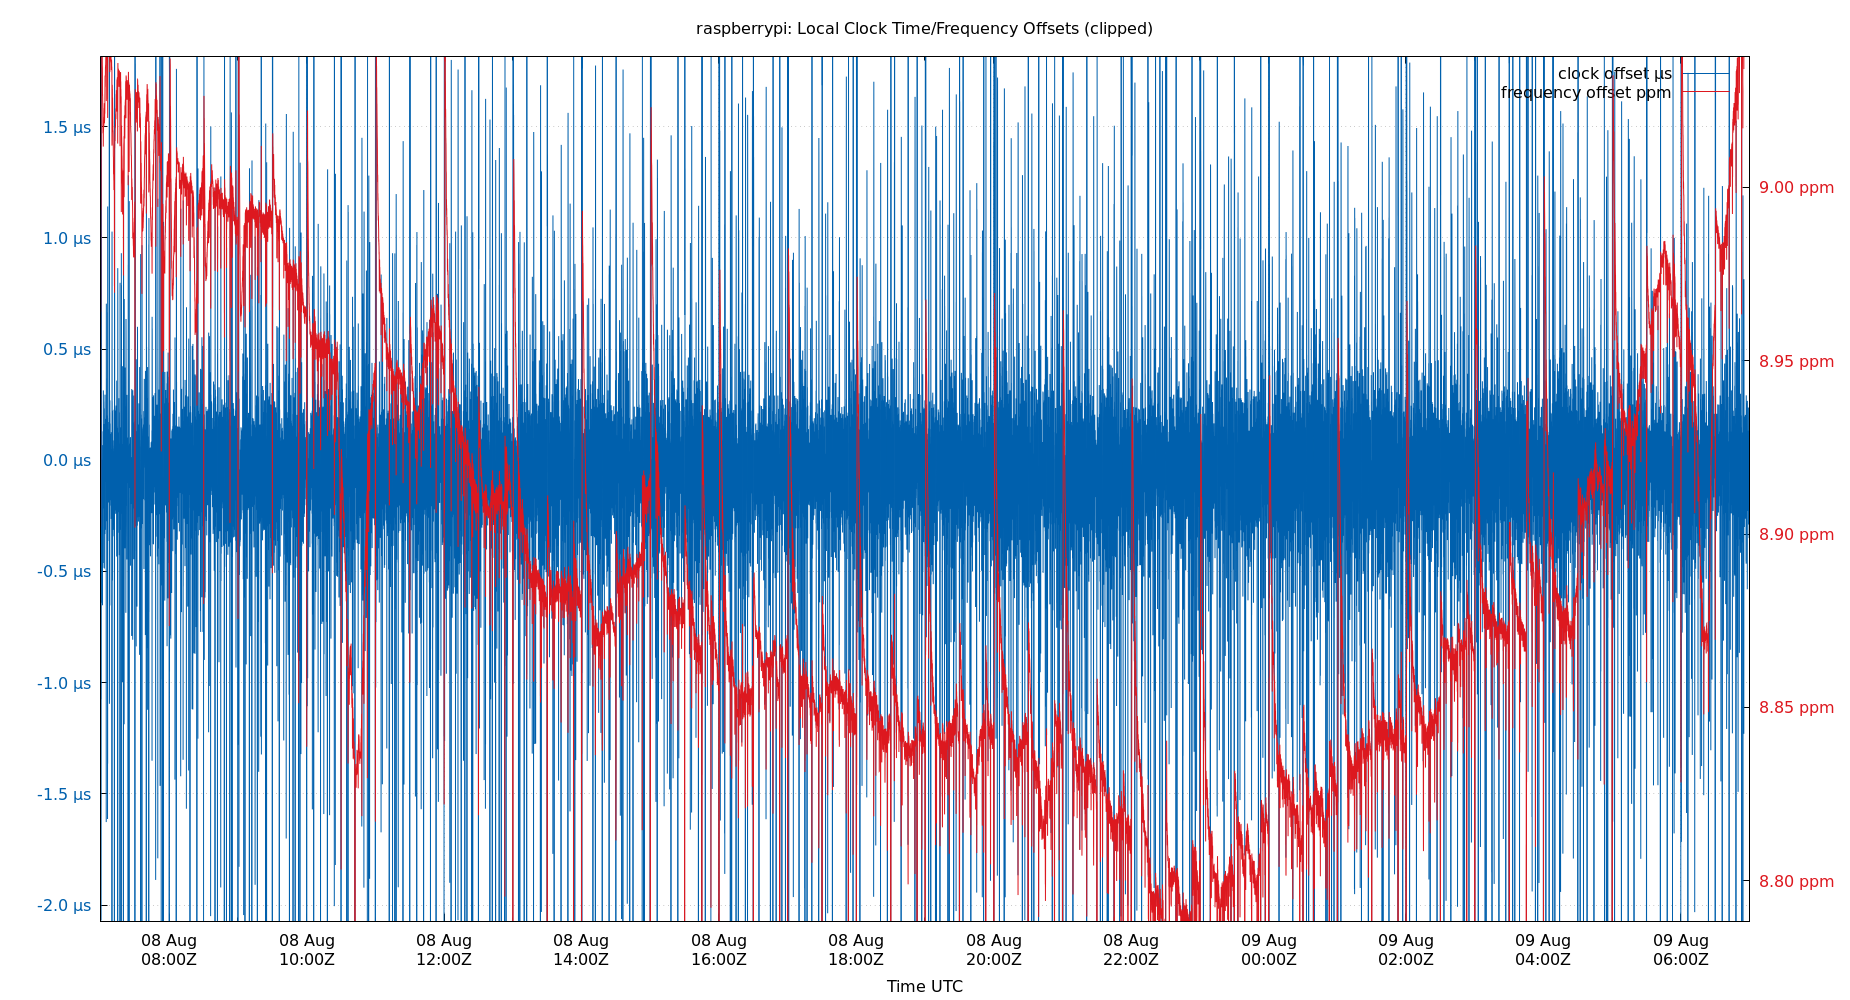 raspberrypi: Local Clock Time/Frequency Offsets (clipped)
clock offset µs
frequency offset ppm
1.5 µs
1.0 µs
0.5 µs
0.0 µs
-0.5 µs
-1.0 µs
-1.5 µs
-2.0 µs
9.00 ppm
8.95 ppm
8.90 ppm
8.85 ppm
8.80 ppm
08 Aug 08 Aug 08 Aug 08 Aug 08 Aug 08 Aug 08 Aug 08 Aug 09 Aug 09 Aug 09 Aug 09 Aug
08:00Z 10:00Z 12:00Z 14:00Z 16:00Z 18:00Z 20:00Z 22:00Z 00:00Z 02:00Z 04:00Z 06:00Z
Time UTC